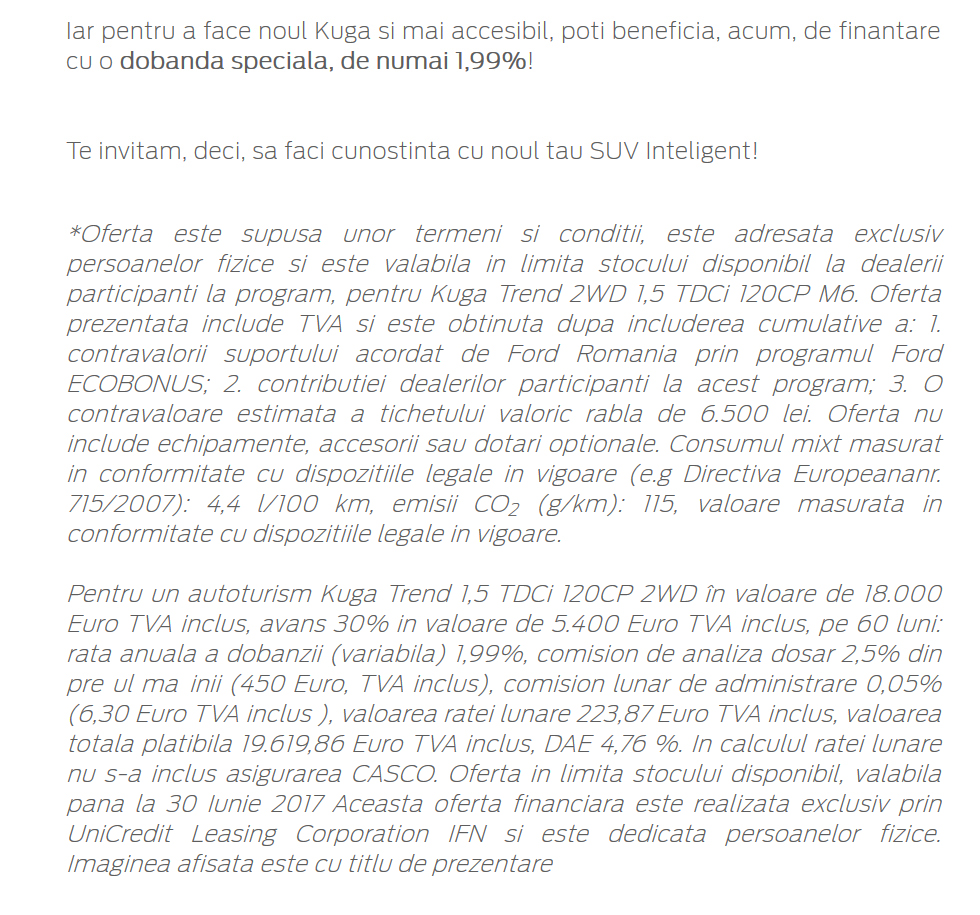 Iar pentru a face noul Kuga si mai accesibil, poti beneficia, acum, de finantare
cu o dobanda speciala, de numai 1,99%!
Te invitam, deci, sa faci cunostinta cu noul tau SUV Inteligent!
*Oferta este supusa unor termeni si conditii, este adresata exclusiv
persoanelor fizice si este valabila in limita stocului disponibil la dealerii
participanti la program, pentru Kuga Trend 2WD 1,5 TDCi 120CP M6. Oferta
prezentata include TVA si este obtinuta dupa includerea cumulative a: 1.
contravalorii suportului acordat de Ford Romania prin programul Ford
ECOBONUS; 2. contributiei dealerilor participanti la acest program; 3. O
contravaloare estimata a tichetului valoric rabla de 6.500 lei. Oferta nu
include echipamente, accesorii sau dotari optionale. Consumul mixt masurat
in conformitate cu dispozitiile legale in vigoare (e.g Directiva Europeananr.
715/2007): 4,4 l/100 km, emisii CO₂ (g/km): 115, valoare masurata in
conformitate cu dispozitiile legale in vigoare.
Pentru un autoturism Kuga Trend 1,5 TDCi 120CP 2WD în valoare de 18.000
Euro TVA inclus, avans 30% in valoare de 5.400 Euro TVA inclus, pe 60 luni:
rata anuala a dobanzii (variabila) 1,99%, comision de analiza dosar 2,5% din
pre ul ma inii (450 Euro, TVA inclus), comision lunar de administrare 0,05%
(6,30 Euro TVA inclus ), valoarea ratei lunare 223,87 Euro TVA inclus, valoarea
totala platibila 19.619,86 Euro TVA inclus, DAE 4,76 %. In calculul ratei lunare
nu s-a inclus asigurarea CASCO. Oferta in limita stocului disponibil, valabila
pana la 30 Iunie 2017 Aceasta oferta financiara este realizata exclusiv prin
UniCredit Leasing Corporation IFN si este dedicata persoanelor fizice.
Imaginea afisata este cu titlu de prezentare